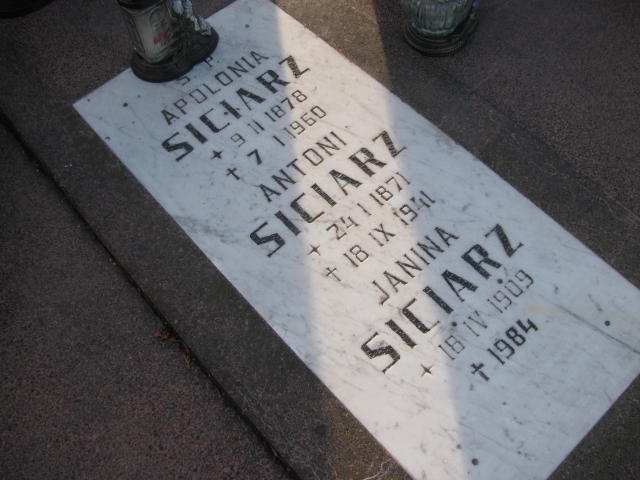 Ś. P.
APOLONIA
SICIARZ
+ 9 II 1878
✝ 7 I 1960
ANTONI
SICIARZ
+ 24 I 1871
✝ 18 IX 1941
JANINA
SICIARZ
+ 18 IV 1909
✝ 1984